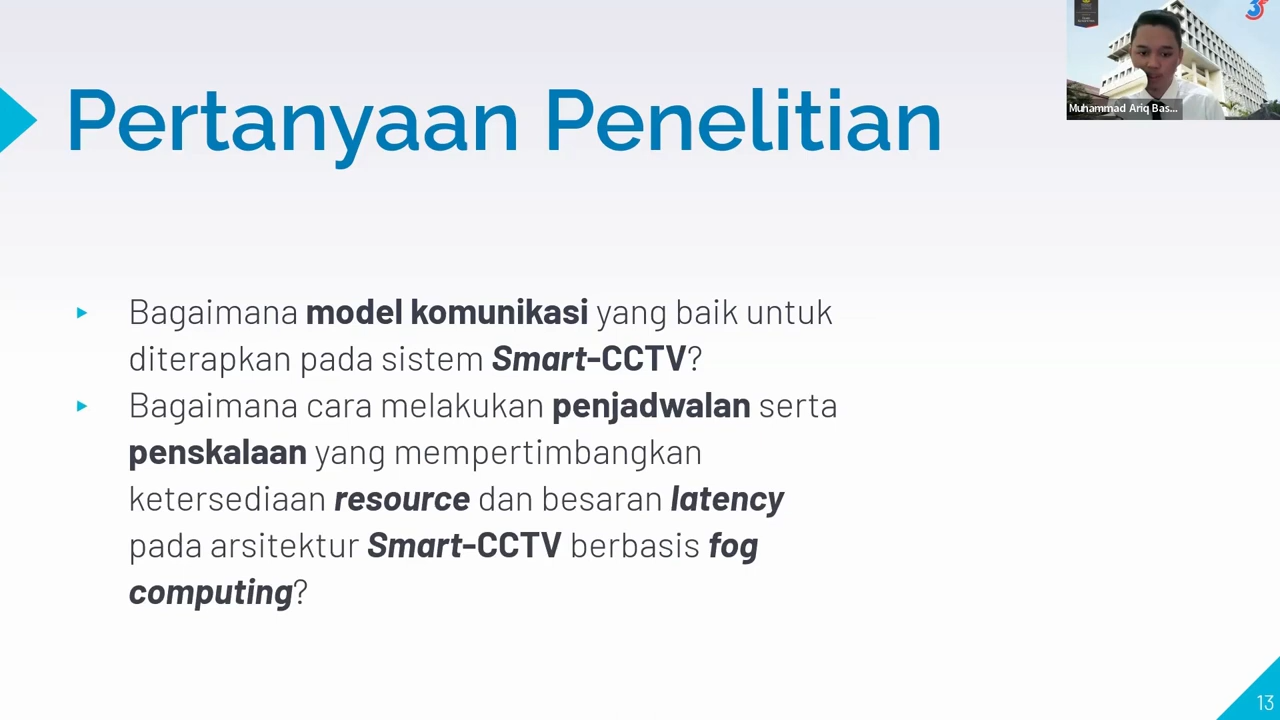 Pertanyaan Penelitian
Muhammad Ariq Bas...
Bagaimana model komunikasi yang baik untuk
diterapkan pada sistem Smart-CCTV?
Bagaimana cara melakukan penjadwalan serta
penskalaan yang mempertimbangkan
ketersediaan resource dan besaran latency
pada arsitektur Smart-CCTV berbasis fog
computing?
13